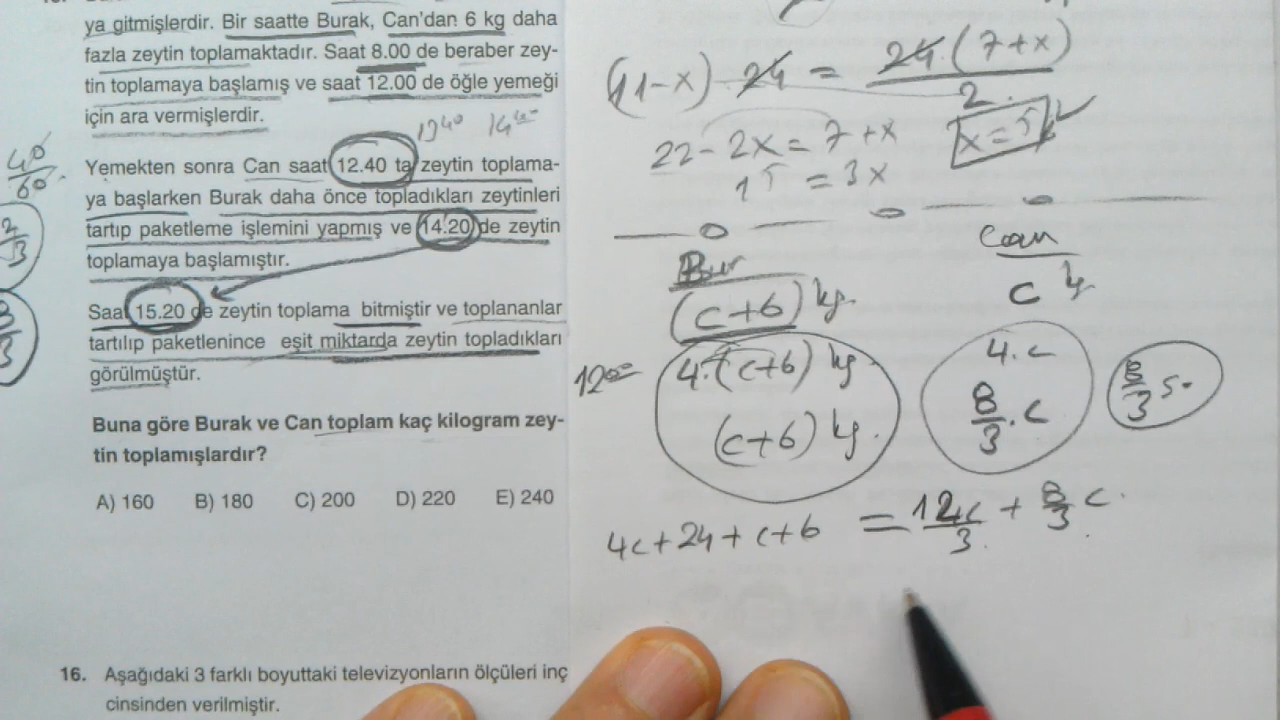 ya gitmişlerdir. Bir saatte Burak, Can'dan 6 kg daha
fazla zeytin toplamaktadır. Saat 8.00 de beraber zey-
tin toplamaya başlamış ve saat 12.00 de öğle yemeği
için ara vermişlerdir.
40/60
Yemekten sonra Can saat 12.40 ta zeytin toplama-
ya başlarken Burak daha önce topladıkları zeytinleri
tartıp paketleme işlemini yapmış ve 14.20 de zeytin
toplamaya başlamıştır.
2/3
Saat 15.20 de zeytin toplama bitmiştir ve toplananlar
tartılıp paketlenince eşit miktarda zeytin topladıkları
görülmüştür.
8/3
Buna göre Burak ve Can toplam kaç kilogram zey-
tin toplamışlardır?
A) 160 B) 180 C) 200 D) 220 E) 240
16. Aşağıdaki 3 farklı boyuttaki televizyonların ölçüleri inç
cinsinden verilmiştir.
(11-x) 24 = 24.(7+x)/2
22-2x = 7+x
15 = 3x
x=5
Bur Can
(c+6) kg. c kg.
12:00 4.(c+6) kg 4.c
(c+6) kg. 8/3.c 8/3 s.
4c+24+c+6 = 12c/3 + 8/3 c.